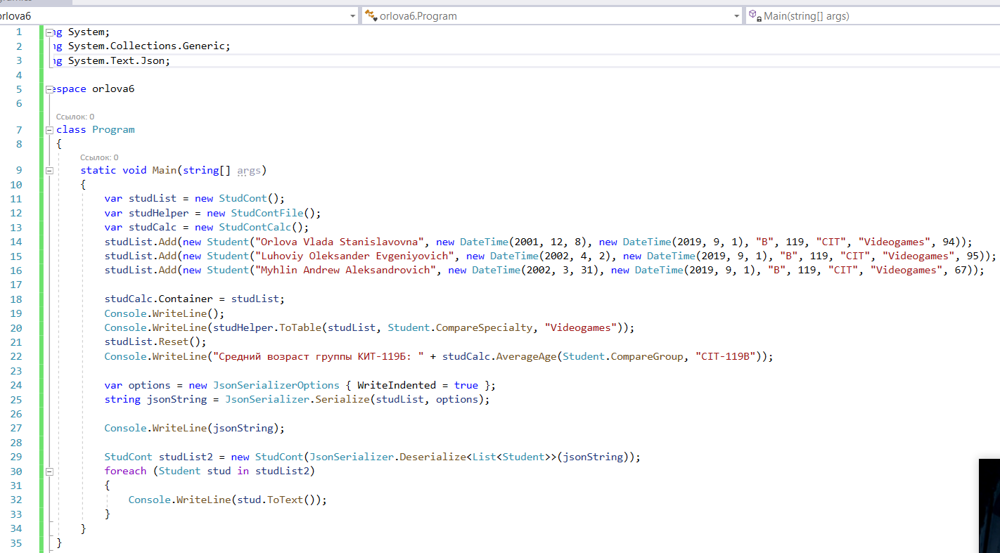 orlova6 orlova6.Program Main(string[] args)
1 ng System;
2 ng System.Collections.Generic;
3 ng System.Text.Json;
4
5 espace orlova6
6
Ссылок: 0
7 class Program
8 {
Ссылок: 0
9 static void Main(string[] args)
10 {
11 var studList = new StudCont();
12 var studHelper = new StudContFile();
13 var studCalc = new StudContCalc();
14 studList.Add(new Student("Orlova Vlada Stanislavovna", new DateTime(2001, 12, 8), new DateTime(2019, 9, 1), "B", 119, "CIT", "Videogames", 94));
15 studList.Add(new Student("Luhoviy Oleksander Evgeniyovich", new DateTime(2002, 4, 2), new DateTime(2019, 9, 1), "B", 119, "CIT", "Videogames", 95));
16 studList.Add(new Student("Myhlin Andrew Aleksandrovich", new DateTime(2002, 3, 31), new DateTime(2019, 9, 1), "B", 119, "CIT", "Videogames", 67));
17
18 studCalc.Container = studList;
19 Console.WriteLine();
20 Console.WriteLine(studHelper.ToTable(studList, Student.CompareSpecialty, "Videogames"));
21 studList.Reset();
22 Console.WriteLine("Средний возраст группы КИТ-119Б: " + studCalc.AverageAge(Student.CompareGroup, "CIT-119B"));
23
24 var options = new JsonSerializerOptions { WriteIndented = true };
25 string jsonString = JsonSerializer.Serialize(studList, options);
26
27 Console.WriteLine(jsonString);
28
29 StudCont studList2 = new StudCont(JsonSerializer.Deserialize<List<Student>>(jsonString));
30 foreach (Student stud in studList2)
31 {
32 Console.WriteLine(stud.ToText());
33 }
34 }
35 }